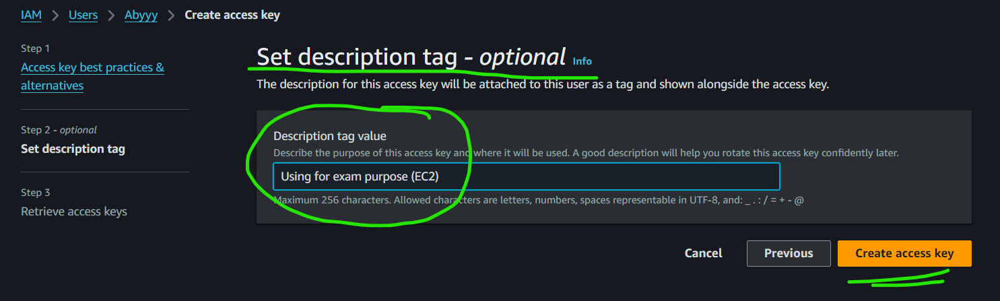 IAM > Users > Abyyy > Create access key
Step 1
Access key best practices &
alternatives
Step 2 - optional
Set description tag
Step 3
Retrieve access keys
Set description tag - optional Info
The description for this access key will be attached to this user as a tag and shown alongside the access key.
Description tag value
Describe the purpose of this access key and where it will be used. A good description will help you rotate this access key confidently later.
Using for exam purpose (EC2)
Maximum 256 characters. Allowed characters are letters, numbers, spaces representable in UTF-8, and: _ . : / = + - @
Cancel Previous Create access key